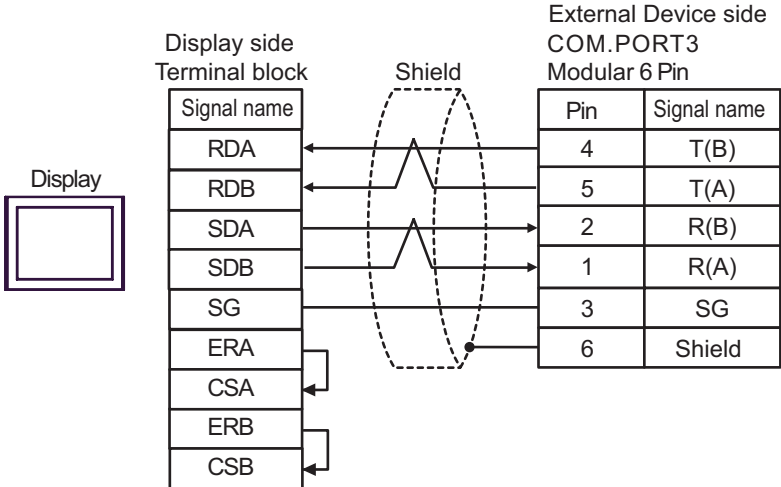 External Device side
Display side
COM.PORT3
Terminal block
Shield
Modular 6 Pin
Signal name
Pin Signal name
RDA
4 T(B)
Display
RDB
5 T(A)
SDA
2 R(B)
SDB
1 R(A)
SG
3 SG
ERA
6 Shield
CSA
ERB
CSB